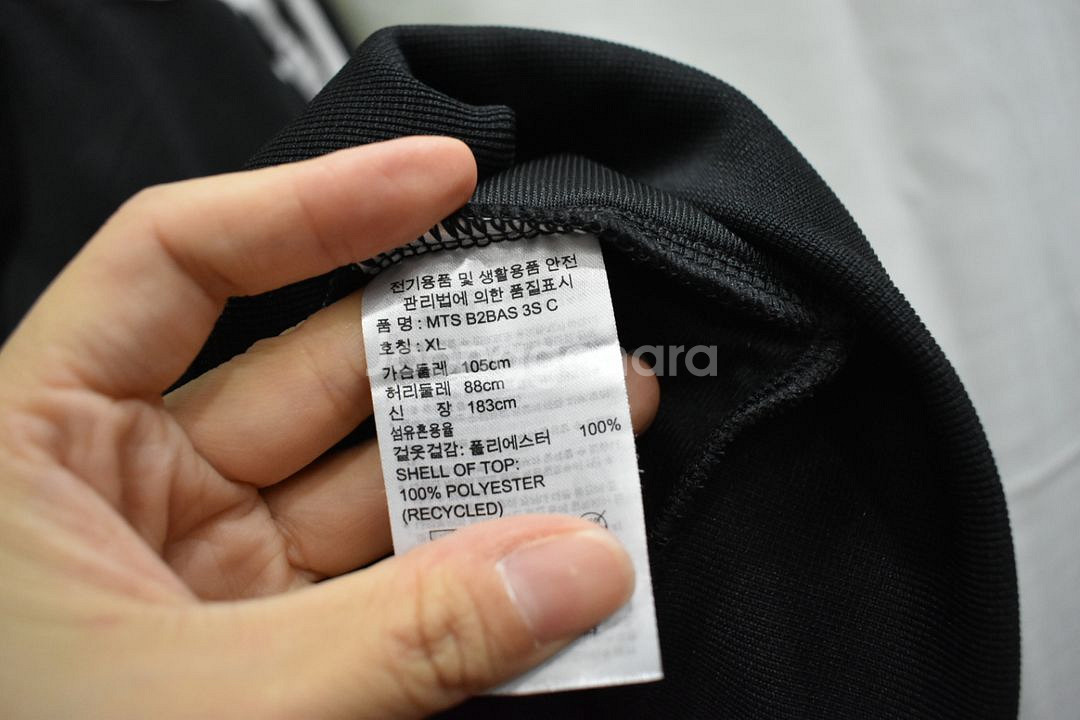 전기용품 및 생활용품 안전
관리법에 의한 품질표시
품 명 : MTS B2BAS 3S C
호칭 : XL
가슴둘레 105cm
허리둘레 88cm
신 장 183cm
섬유혼용율
겉옷겉감: 폴리에스터 100%
SHELL OF TOP:
100% POLYESTER
(RECYCLED)